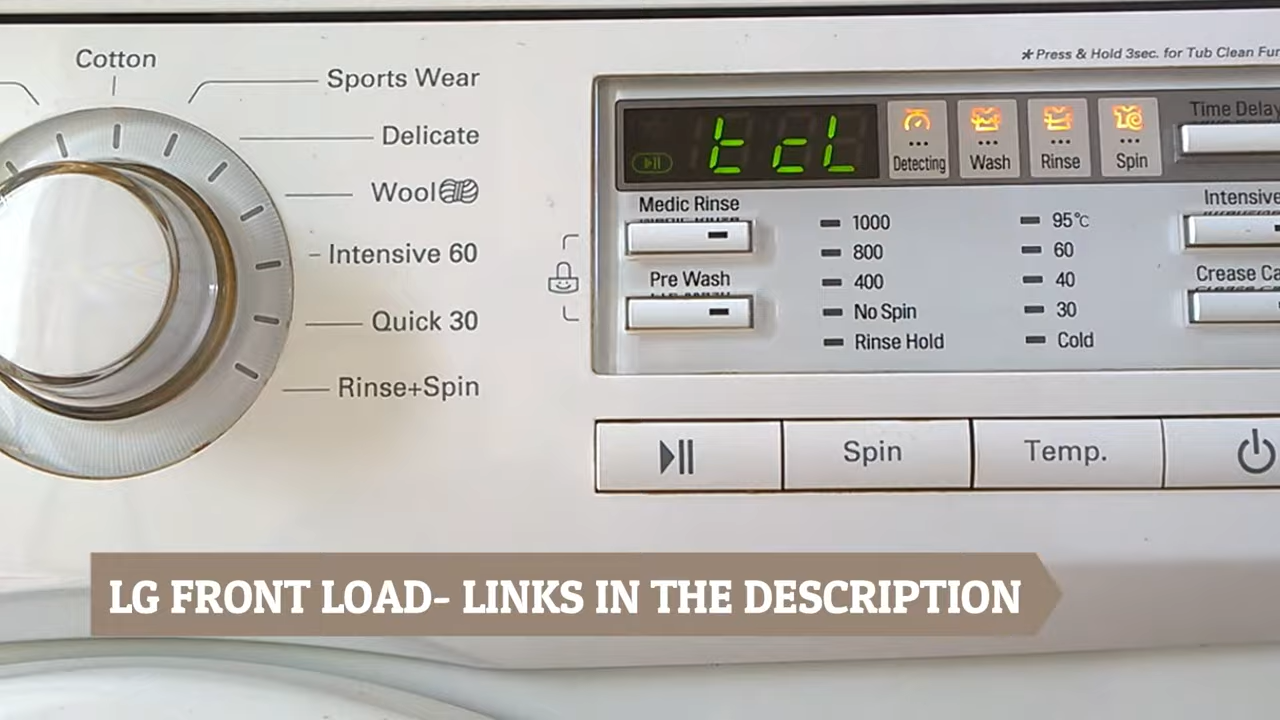 Cotton
Sports Wear
Delicate
Wool
Intensive 60
Quick 30
Rinse+Spin
*Press & Hold 3sec. for Tub Clean
tcL
Detecting
Wash
Rinse
Spin
Time Delay
Medic Rinse
Pre Wash
1000
800
400
No Spin
Rinse Hold
95°C
60
40
30
Cold
Intensive
Crease
Spin
Temp.
LG FRONT LOAD- LINKS IN THE DESCRIPTION